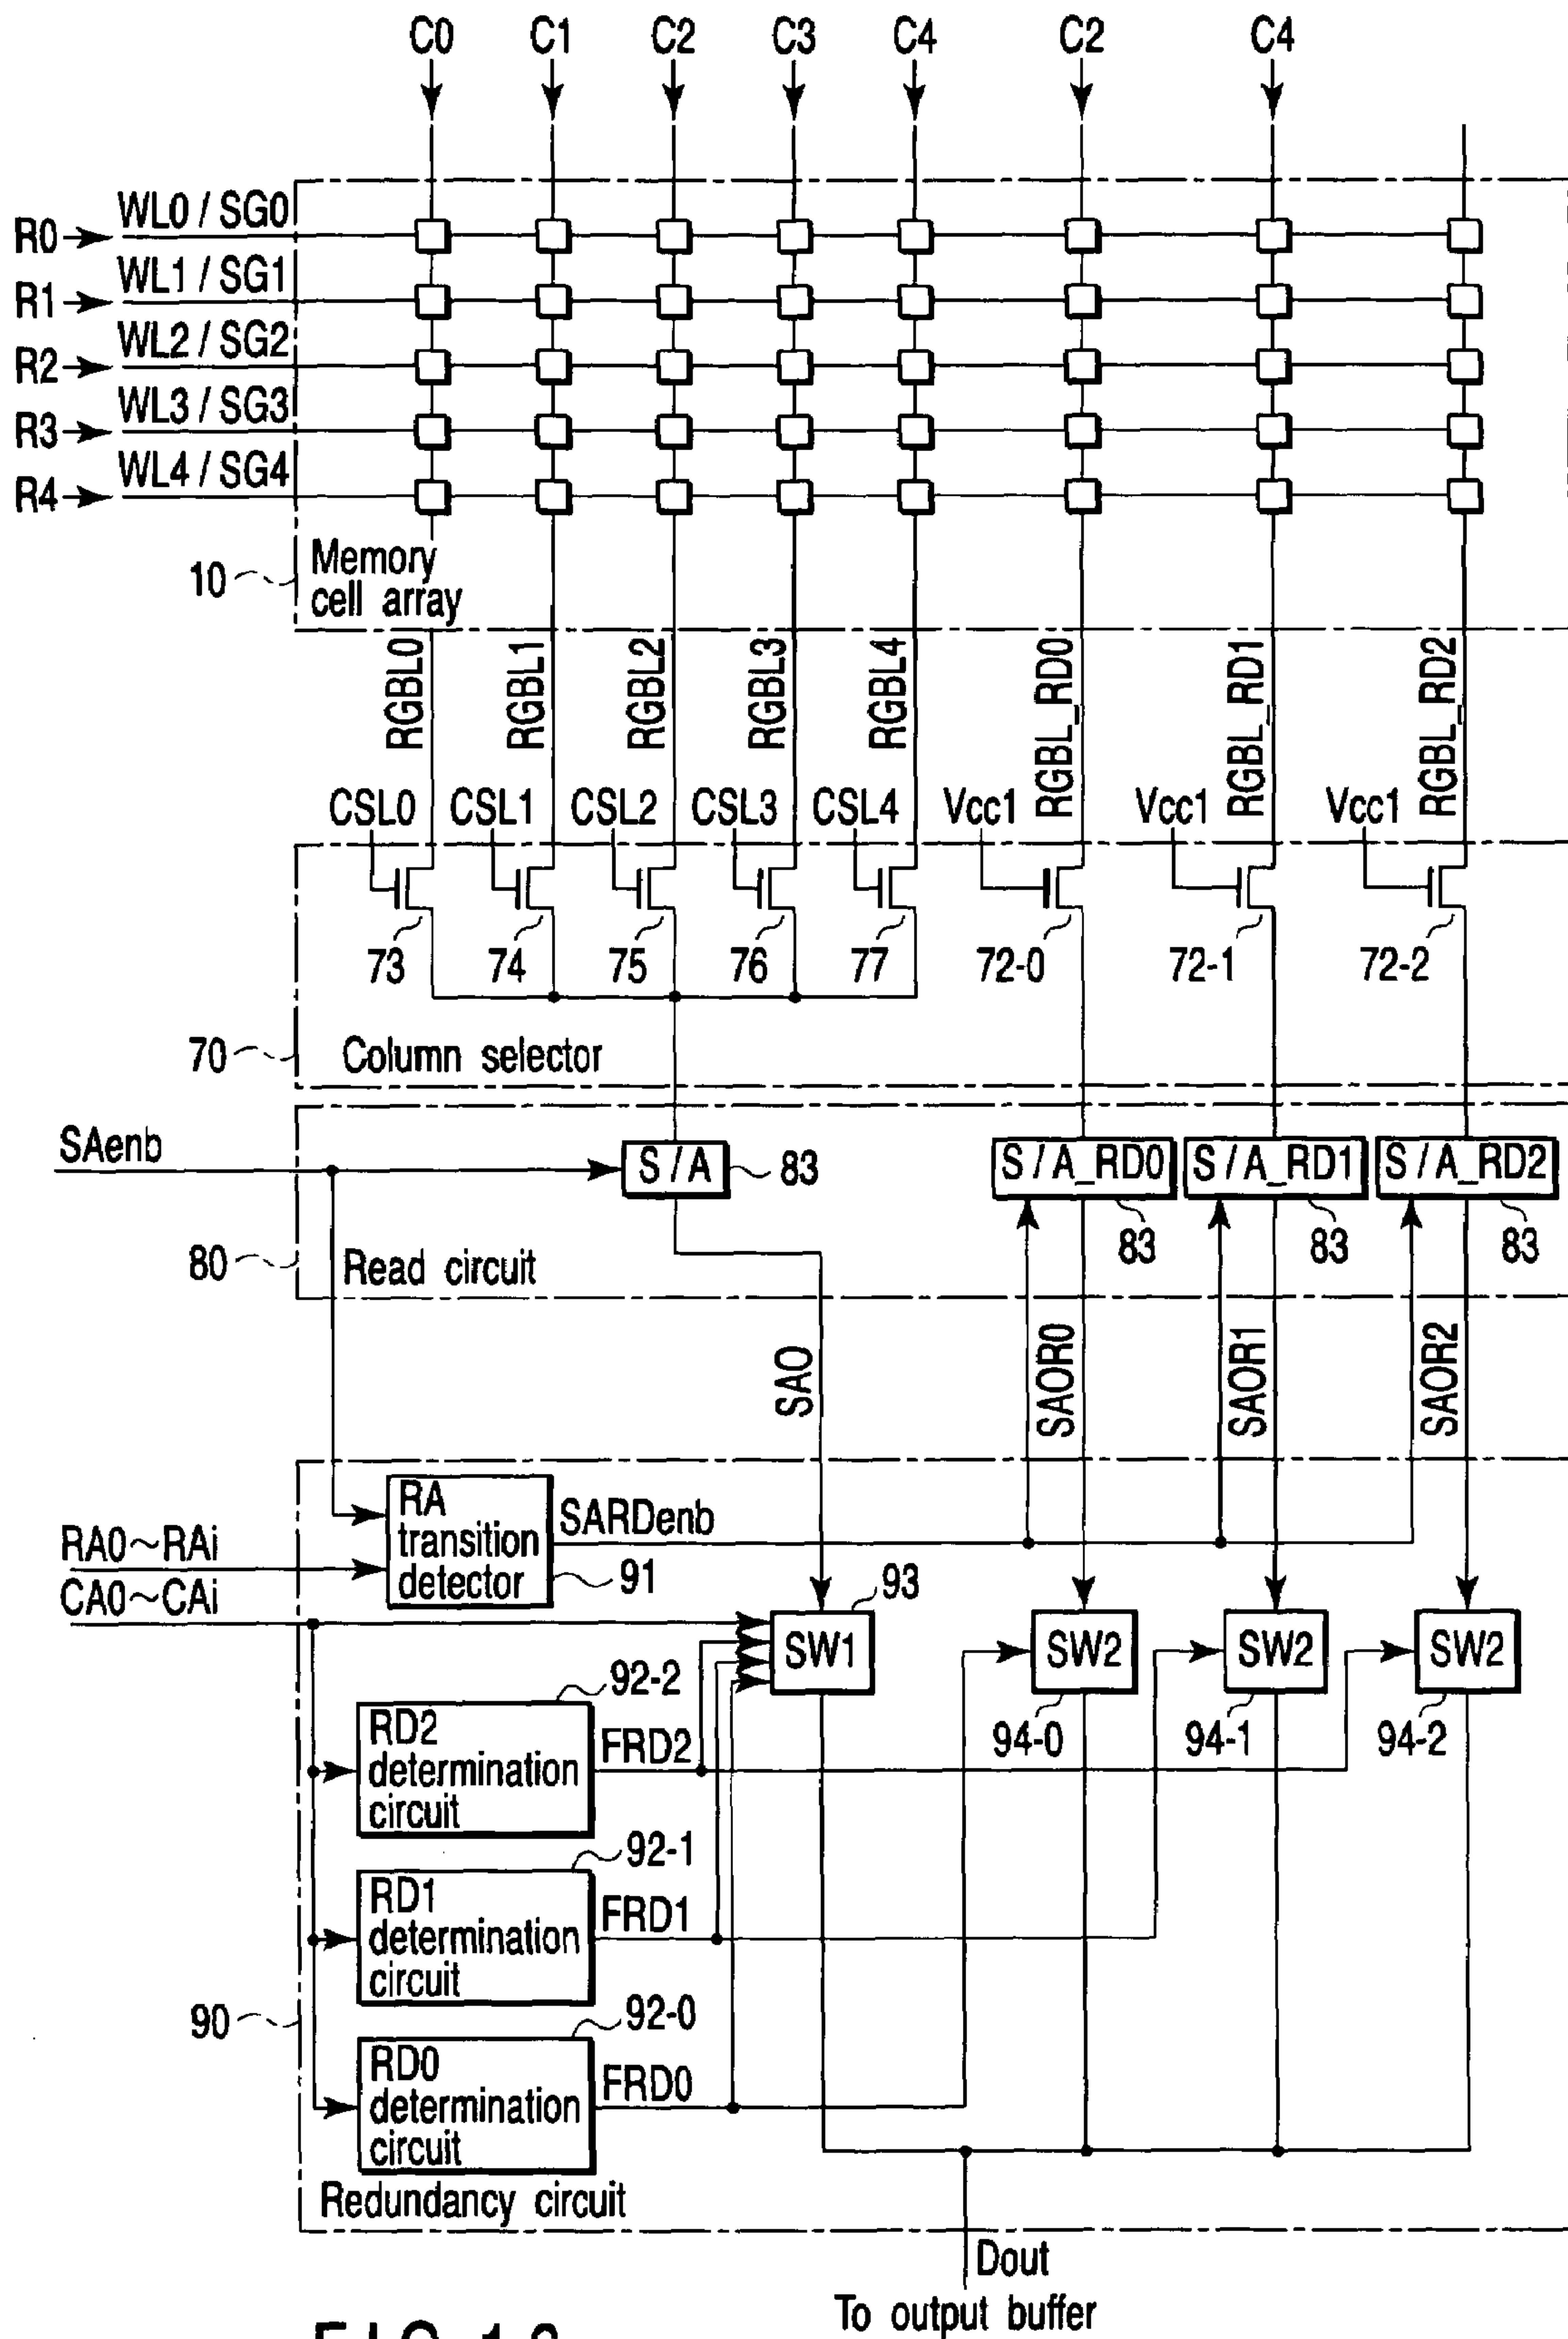 C0 C1 C2 C3 C4 C2 C4
R0 WL0 / SG0
R1 WL1 / SG1
R2 WL2 / SG2
R3 WL3 / SG3
R4 WL4 / SG4
10
Memory
cell array
RGBL0 RGBL1 RGBL2 RGBL3 RGBL4 RGBL_RD0 RGBL_RD1 RGBL_RD2
CSL0 CSL1 CSL2 CSL3 CSL4 Vcc1 Vcc1 Vcc1
73 74 75 76 77 72-0 72-1 72-2
70 Column selector
SAenb
S / A 83 S / A_RD0 S / A_RD1 S / A_RD2
83 83 83
80 Read circuit
SAO SAOR0 SAOR1 SAOR2
RA
transition
detector
SARDenb
91
RA0~RAi
CA0~CAi
93
SW1 SW2 SW2 SW2
94-0 94-1 94-2
92-2
RD2
determination
circuit
FRD2
92-1
RD1
determination
circuit
FRD1
90
92-0
RD0
determination
circuit
FRD0
Redundancy circuit
Dout
To output buffer